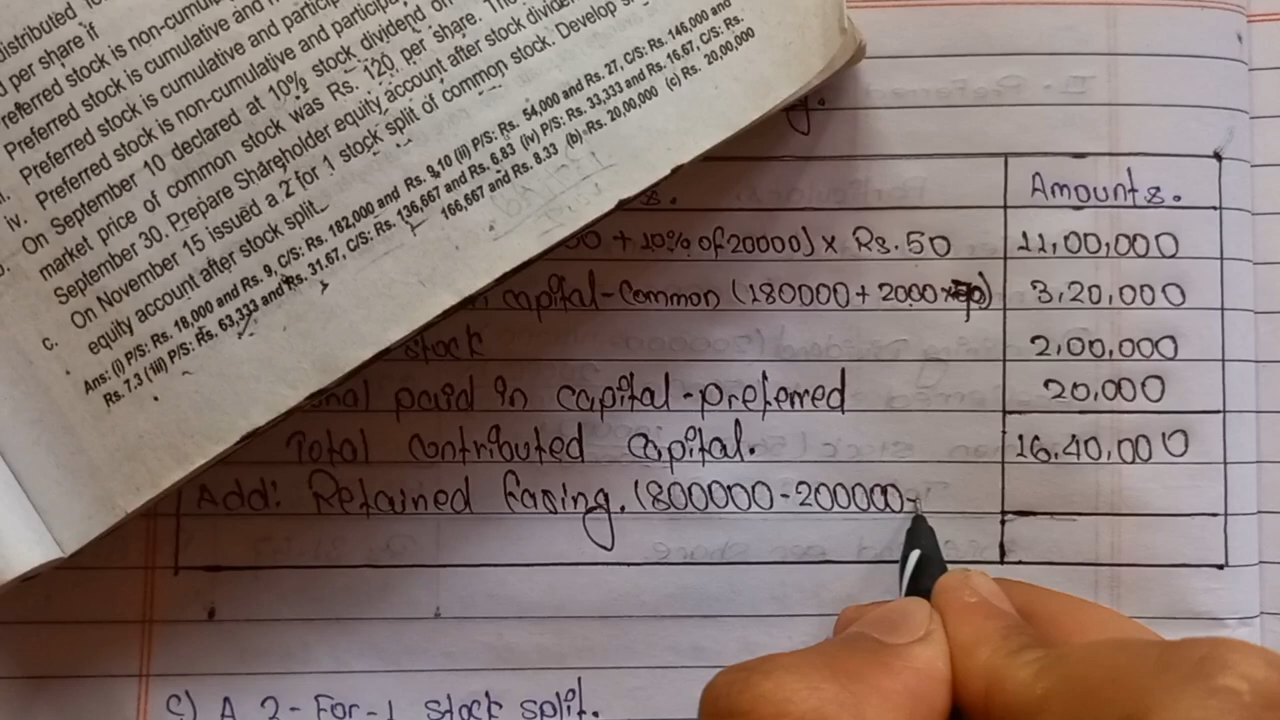 distributed
per share if
referred stock is non-cumula
Preferred stock is cumulative and
Preferred stock is cumulative and particip
iv. Preferred stock is non-cumulative and participa
On September 10 declared at 10% stock dividend on
market price of common stock was Rs. 120 per share. Th
September 30. Prepare Shareholder equity account after stock divide
c. On November 15 issued a 2 for 1 stock split of common stock. Develop s
equity account after stock split.
Ans: (i) P/S: Rs. 18,000 and Rs. 9, C/S: Rs. 182,000 and Rs. 9.10 (ii) P/S: Rs. 54,000 and Rs. 27, C/S: Rs. 146,000 and
Rs. 7.3 (iii) P/S: Rs. 63,333 and Rs. 31.67, C/S: Rs. 136,667 and Rs. 6.83 (iv) P/S: Rs. 33,333 and Rs. 16.67, C/S: Rs.
166,667 and Rs. 8.33 (b) Rs. 20,00,000 (c) Rs. 20,00,000
Amounts.
00 + 10% of 20000) x Rs. 50 11,00,000
capital-Common (180000 + 2000x70) 3,20,000
stock 2,00,000
nal paid in capital-preferred 20,000
Total contributed capital. 16,40,000
Add: Retained Earing. (800000-200000-
c) A 2-For-1 stock split.